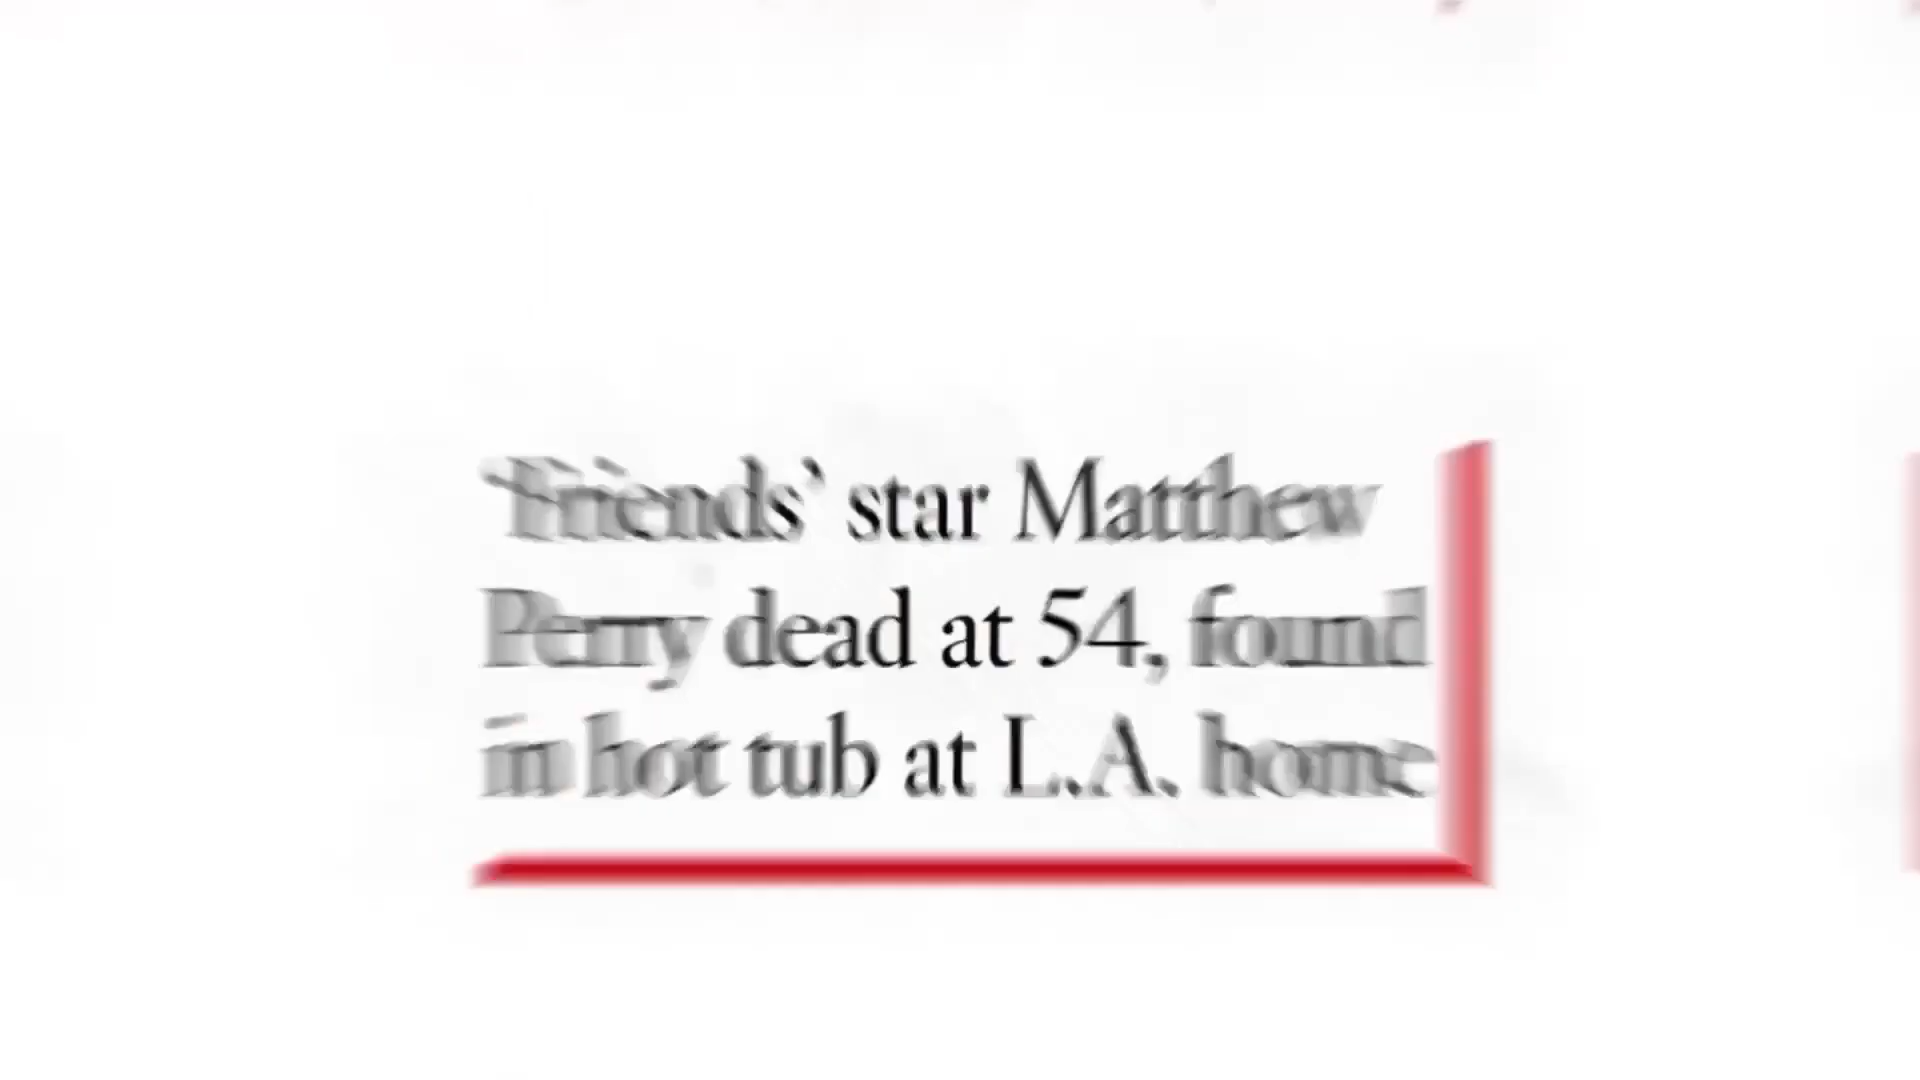 'Friends' star Matthew
Perry dead at 54, found
in hot tub at L.A. home